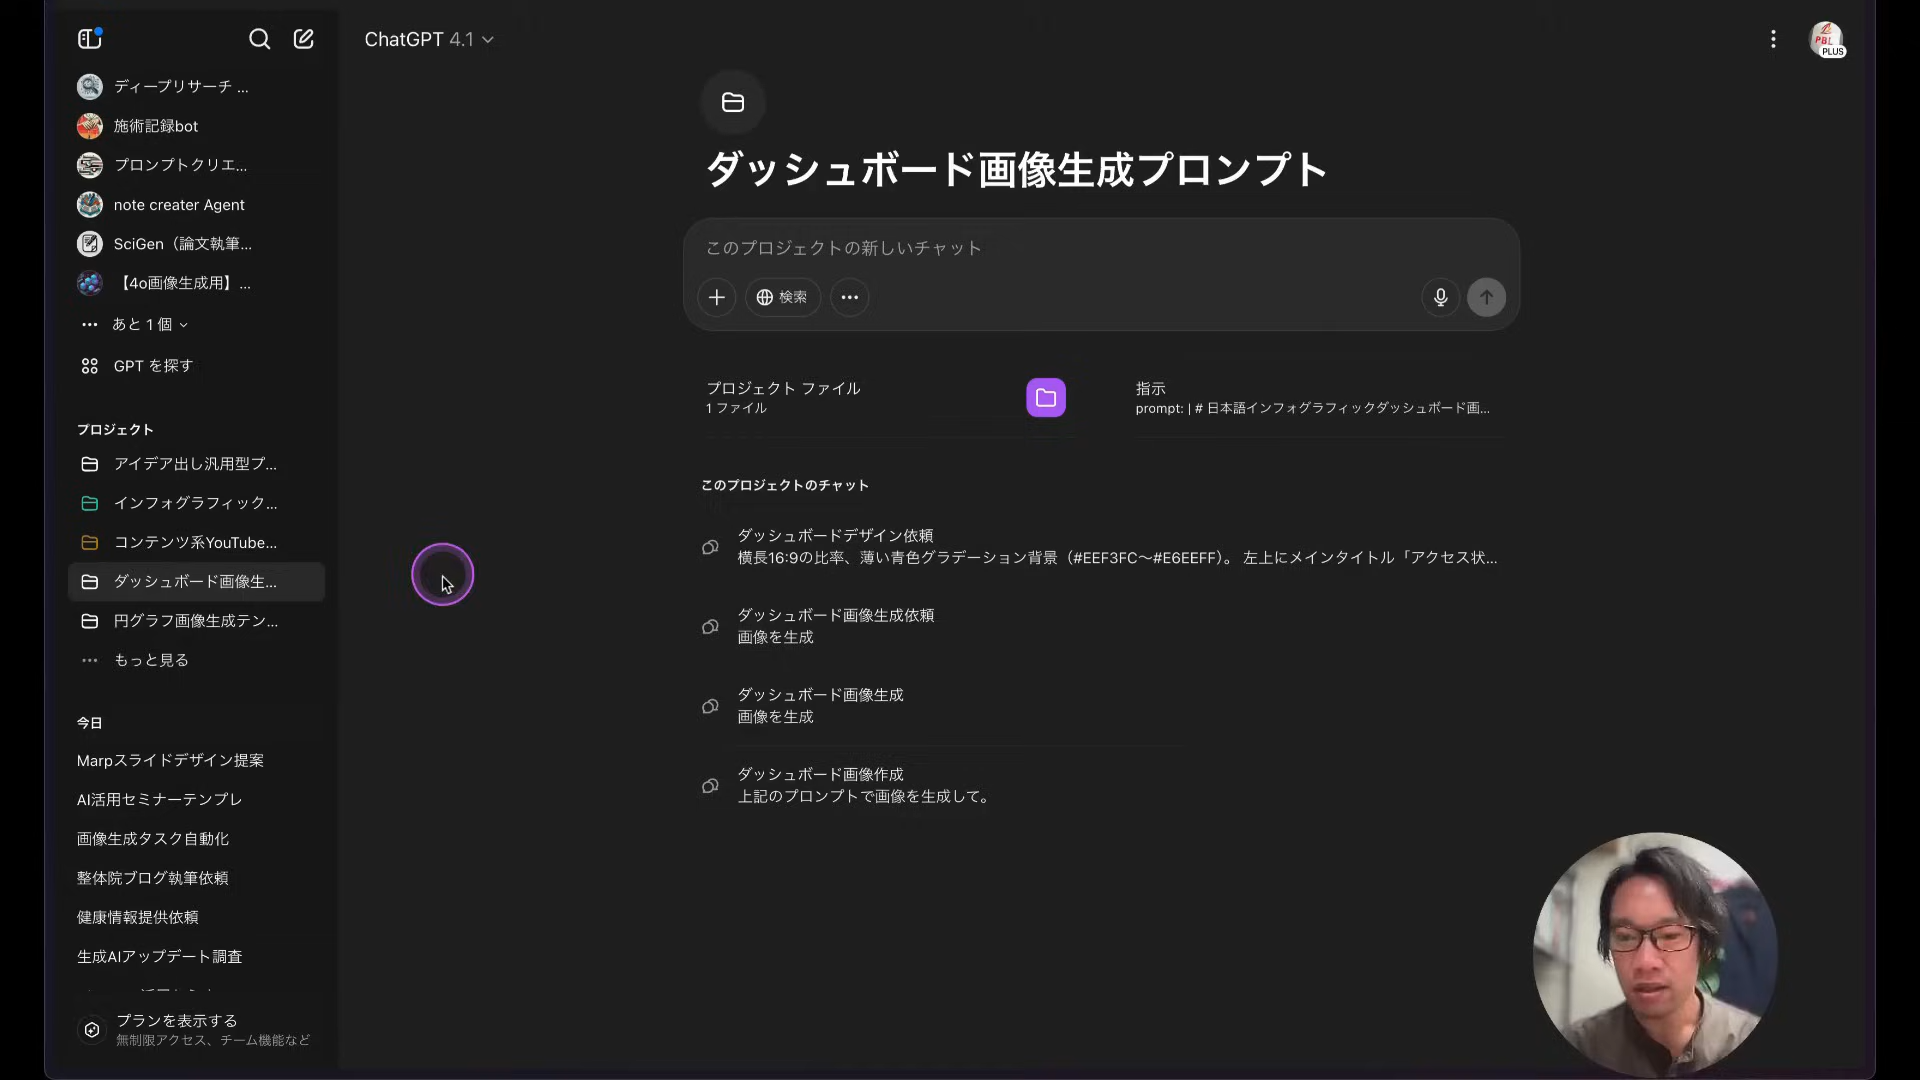 ChatGPT 4.1
PBL
PLUS
ディープリサーチ ...
施術記録bot
プロンプトクリエ...
note creater Agent
SciGen（論文執筆...
【4o画像生成用】...
あと 1 個
GPT を探す
プロジェクト
アイデア出し汎用型プ...
インフォグラフィック...
コンテンツ系YouTube...
ダッシュボード画像生...
円グラフ画像生成テン...
もっと見る
今日
Marpスライドデザイン提案
AI活用セミナーテンプレ
画像生成タスク自動化
整体院ブログ執筆依頼
健康情報提供依頼
生成AIアップデート調査
プランを表示する
無制限アクセス、チーム機能など
ダッシュボード画像生成プロンプト
このプロジェクトの新しいチャット
検索
プロジェクト ファイル
1 ファイル
指示
prompt: | # 日本語インフォグラフィックダッシュボード画...
このプロジェクトのチャット
ダッシュボードデザイン依頼
横長16:9の比率、薄い青色グラデーション背景（#EEF3FC〜#E6EEFF）。 左上にメインタイトル「アクセス状...
ダッシュボード画像生成依頼
画像を生成
ダッシュボード画像生成
画像を生成
ダッシュボード画像作成
上記のプロンプトで画像を生成して。